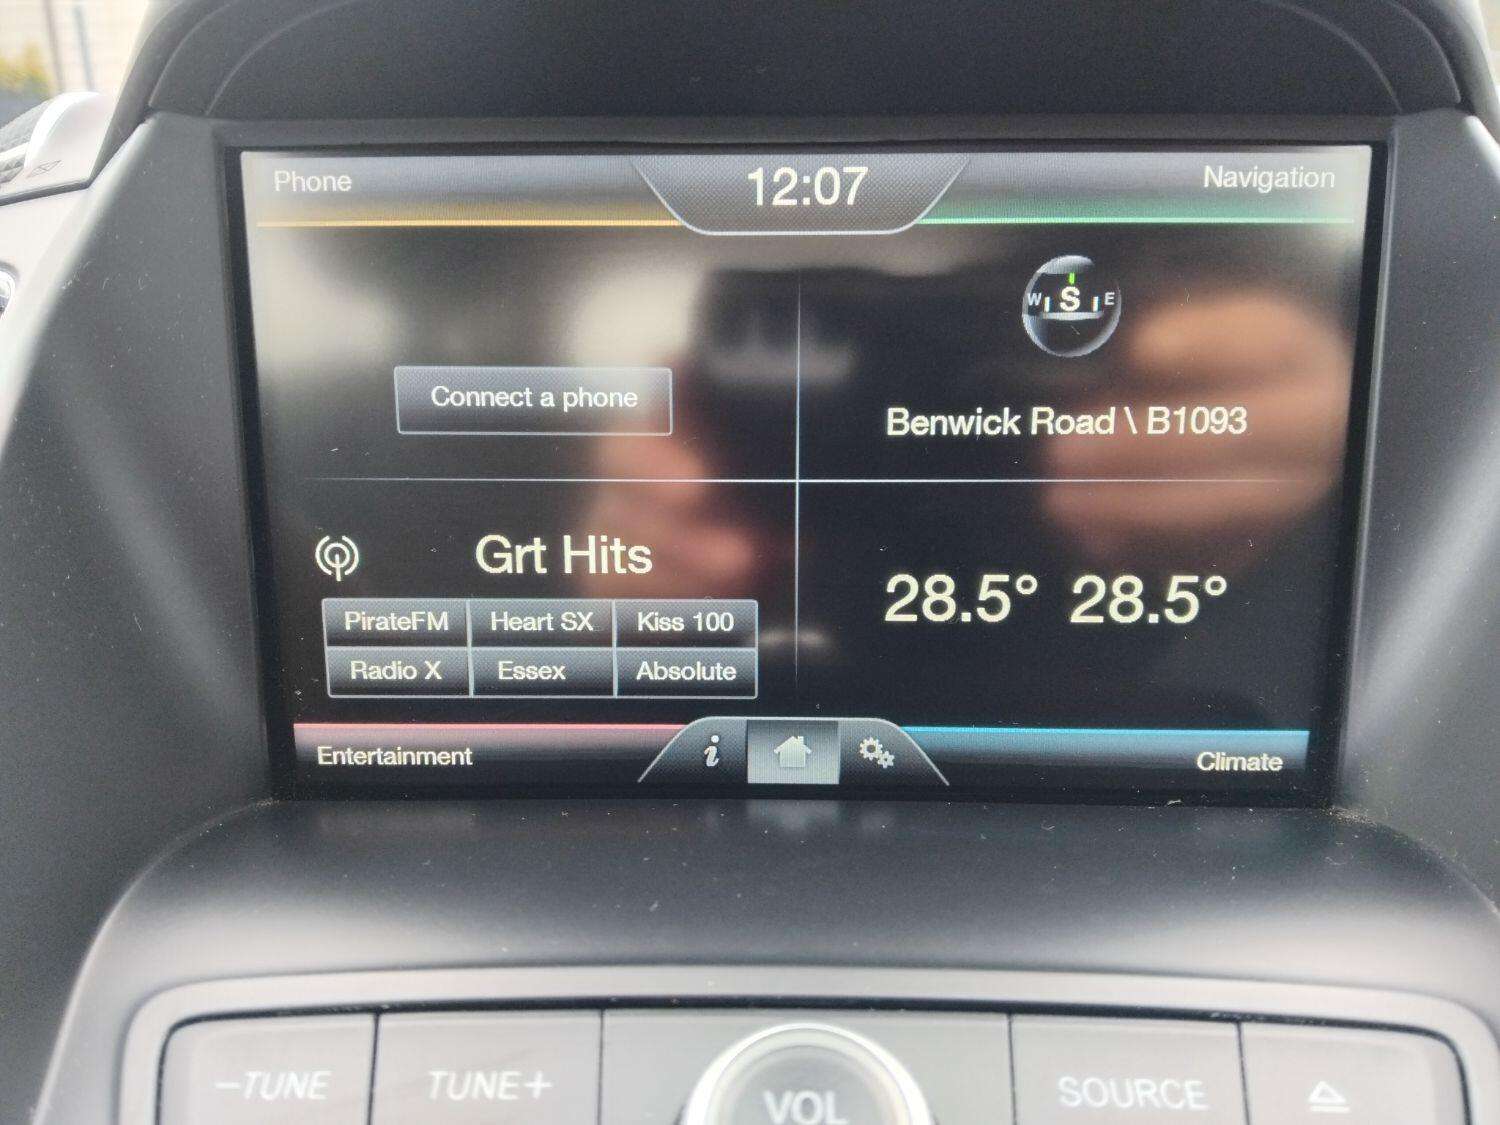 Phone
12:07
Navigation
W S E
Connect a phone
Benwick Road \ B1093
Grt Hits
28.5° 28.5°
PirateFM Heart SX Kiss 100
Radio X Essex Absolute
Entertainment
i
Climate
–TUNE TUNE+ VOL SOURCE